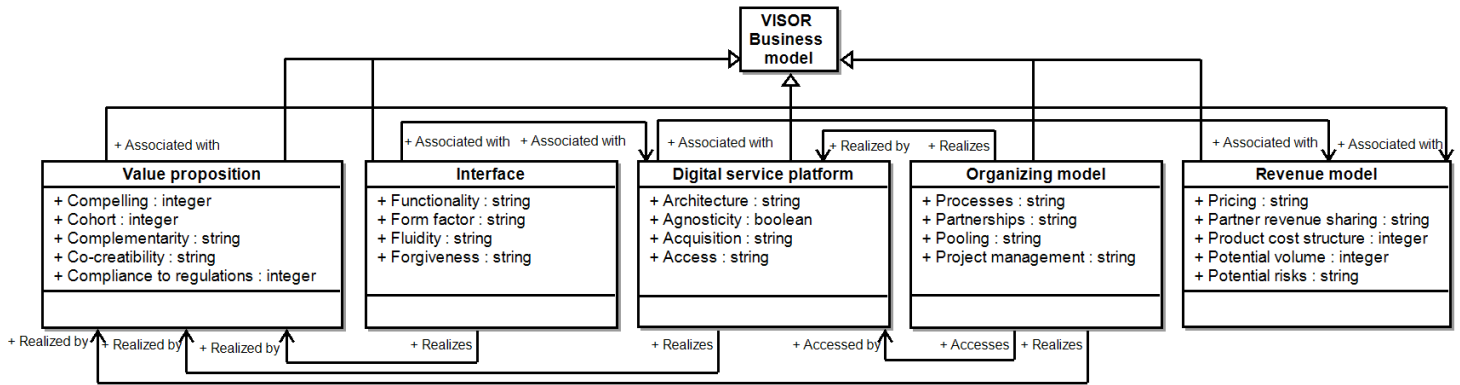 VISOR
Business
model
+ Associated with
+ Associated with
+ Associated with
+ Associated with
+ Realized by
+ Realizes
+ Associated with
+ Associated with
Value proposition
+ Compelling : integer
+ Cohort : integer
+ Complementarity : string
+ Co-creatibility : string
+ Compliance to regulations : integer
Interface
+ Functionality : string
+ Form factor : string
+ Fluidity : string
+ Forgiveness : string
Digital service platform
+ Architecture : string
+ Agnosticity : boolean
+ Acquisition : string
+ Access : string
Organizing model
+ Processes : string
+ Partnerships : string
+ Pooling : string
+ Project management : string
Revenue model
+ Pricing : string
+ Partner revenue sharing : string
+ Product cost structure : integer
+ Potential volume : integer
+ Potential risks : string
+ Realized by
+ Realized by
+ Realized by
+ Realizes
+ Realizes
+ Accessed by
+ Accesses
+ Realizes